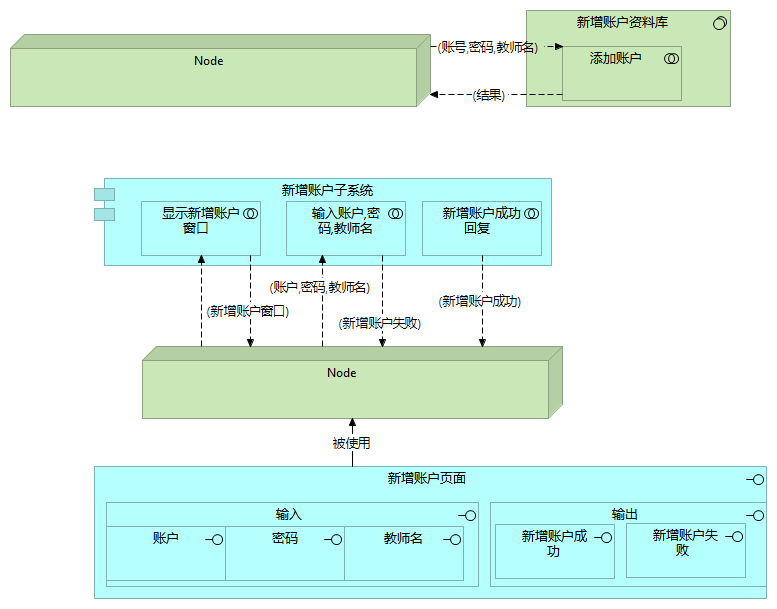 新增账户资料库
Node
(账号,密码,教师名)
添加账户
(结果)
新增账户子系统
显示新增账户
窗口
输入账户,密
码,教师名
新增账户成功
回复
(账户,密码,教师名)
(新增账户成功)
(新增账户窗口)
(新增账户失败)
Node
被使用
新增账户页面
输入
输出
账户
密码
教师名
新增账户成
功
新增账户失
败